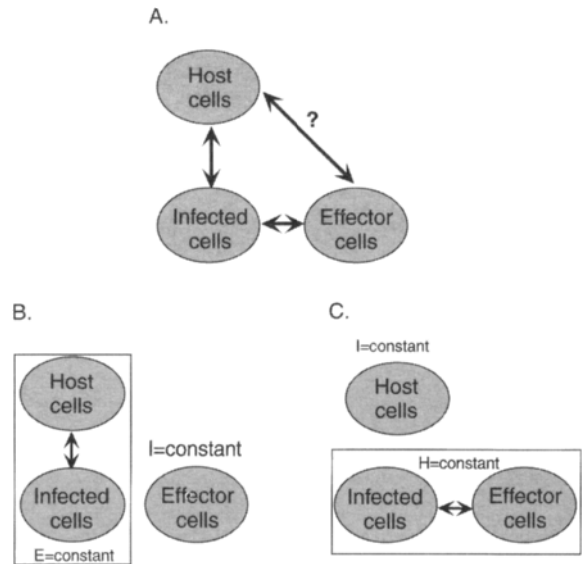 A.
Host
cells
?
Infected
cells
Effector
cells
B.
Host
cells
Infected
cells
E=constant
I=constant
Effector
cells
C.
I=constant
Host
cells
H=constant
Infected
cells
Effector
cells